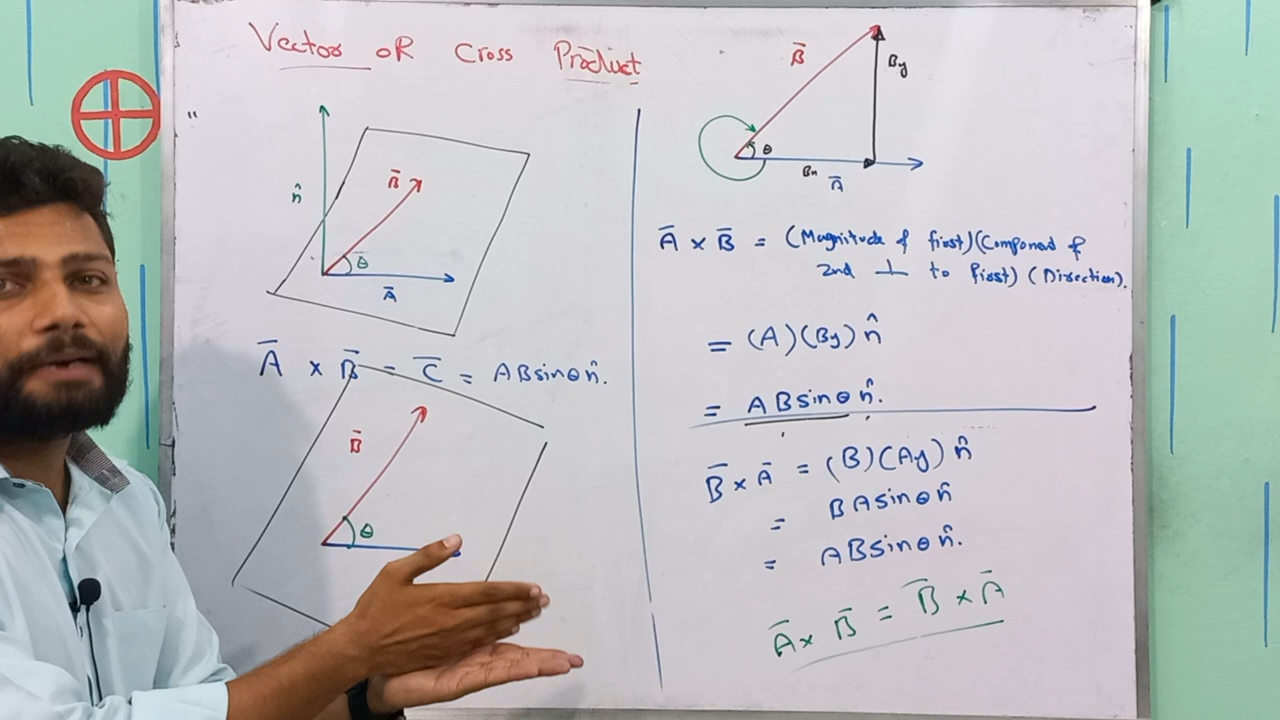 Vector OR Cross Product
"
n̂
B̄
θ
Ā
Ā × B̄ = C̄ = ABsinθ n̂.
B̄
θ
B̄
By
θ
Bn
Ā
Ā × B̄ = (Magnitude of first)(Component of
2nd ⊥ to first) (Direction).
= (A)(By) n̂
= ABsinθ n̂.
B̄ × Ā = (B)(Ay) n̂
= BAsinθ n̂
= ABsinθ n̂.
Ā × B̄ = B̄ × Ā